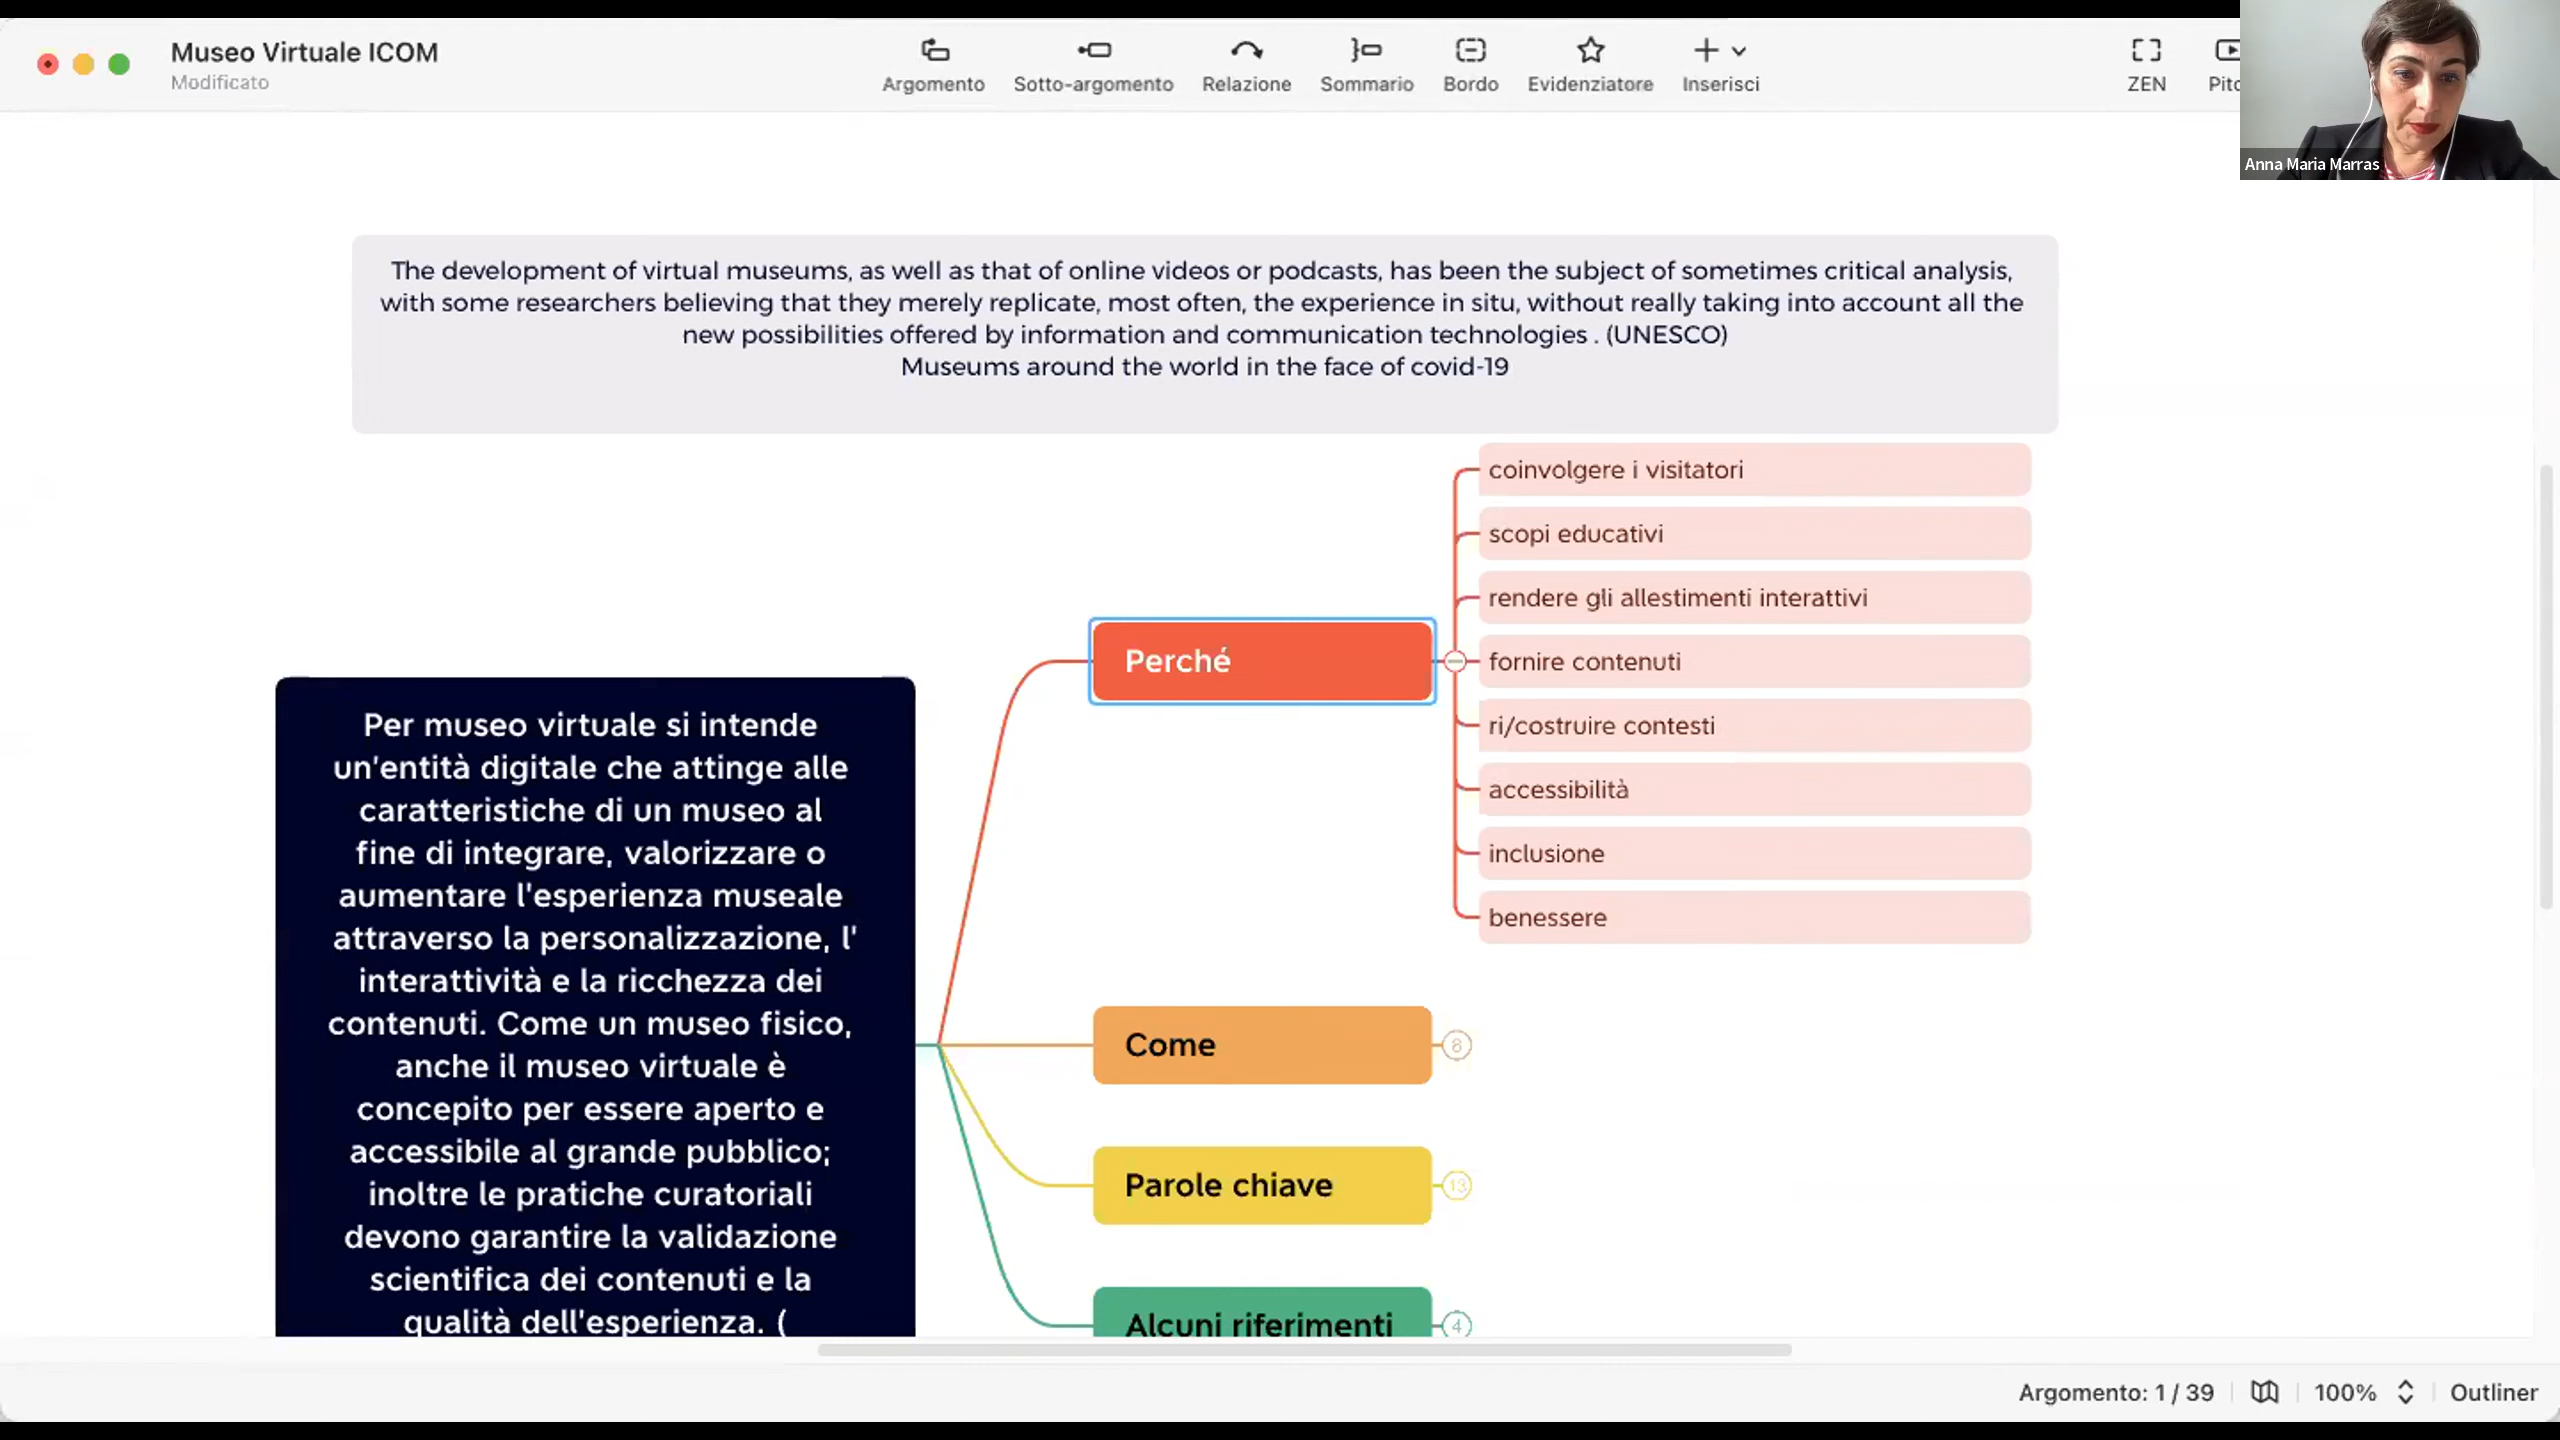 Museo Virtuale ICOM
Modificato
Argomento
Sotto-argomento
Relazione
Sommario
Bordo
Evidenziatore
Inserisci
ZEN
Anna Maria Marras
The development of virtual museums, as well as that of online videos or podcasts, has been the subject of sometimes critical analysis,
with some researchers believing that they merely replicate, most often, the experience in situ, without really taking into account all the
new possibilities offered by information and communication technologies . (UNESCO)
Museums around the world in the face of covid-19
Per museo virtuale si intende
un'entità digitale che attinge alle
caratteristiche di un museo al
fine di integrare, valorizzare o
aumentare l'esperienza museale
attraverso la personalizzazione, l'
interattività e la ricchezza dei
contenuti. Come un museo fisico,
anche il museo virtuale è
concepito per essere aperto e
accessibile al grande pubblico;
inoltre le pratiche curatoriali
devono garantire la validazione
scientifica dei contenuti e la
qualità dell'esperienza. (
Perché
coinvolgere i visitatori
scopi educativi
rendere gli allestimenti interattivi
fornire contenuti
ri/costruire contesti
accessibilità
inclusione
benessere
Come
8
Parole chiave
13
Alcuni riferimenti
4
Argomento: 1 / 39
100%
Outliner